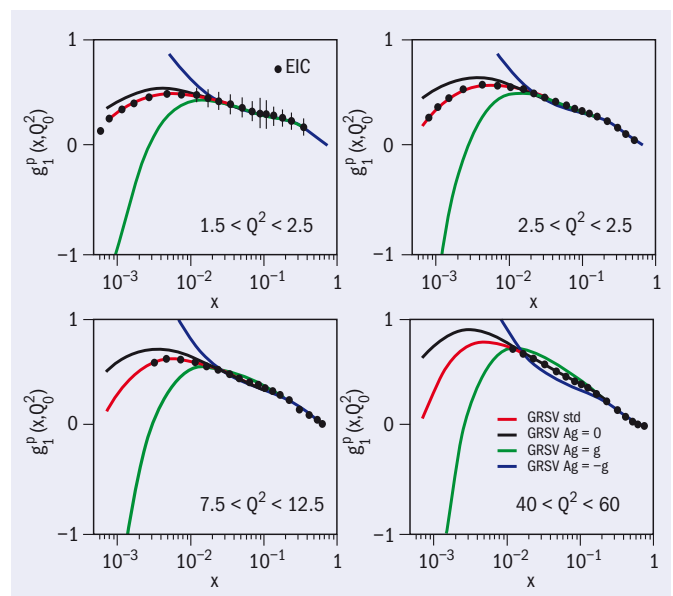 1
0
−1
g₁ᵖ (x,Q₀²)
EIC
1.5 < Q² < 2.5
10⁻³ 10⁻² 10⁻¹ 1
x
1
0
−1
g₁ᵖ (x,Q₀²)
2.5 < Q² < 2.5
10⁻³ 10⁻² 10⁻¹ 1
x
1
0
−1
g₁ᵖ (x,Q₀²)
7.5 < Q² < 12.5
10⁻³ 10⁻² 10⁻¹ 1
x
1
0
−1
g₁ᵖ (x,Q₀²)
GRSV std
GRSV Ag = 0
GRSV Ag = g
GRSV Ag = −g
40 < Q² < 60
10⁻³ 10⁻² 10⁻¹ 1
x